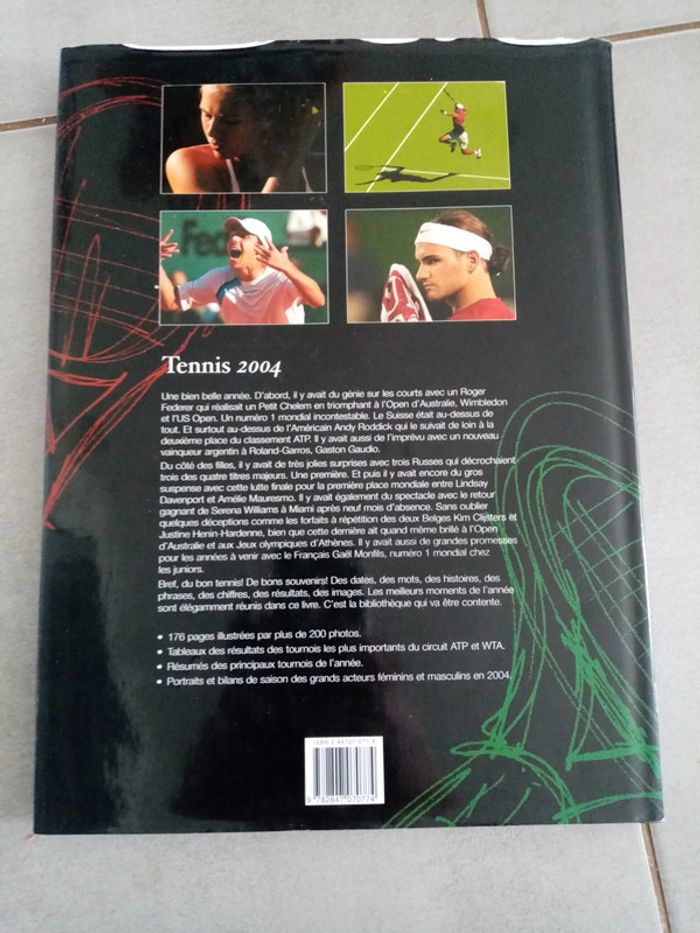 Fed
Tennis 2004
Une bien belle année. D'abord, il y avait du génie sur les courts avec un Roger
Federer qui réalisait un Petit Chelem en triomphant à l'Open d'Australie, Wimbledon
et l'US Open. Un numéro 1 mondial incontestable. Le Suisse était au-dessus de
tout. Et surtout au-dessus de l'Américain Andy Roddick qui le suivait de loin à la
deuxième place du classement ATP. Il y avait aussi de l'imprévu avec un nouveau
vainqueur argentin à Roland-Garros, Gaston Gaudio.
Du côté des filles, il y avait de très jolies surprises avec trois Russes qui décrochaient
trois des quatre titres majeurs. Une première. Et puis il y avait encore du gros
suspense avec cette lutte finale pour la première place mondiale entre Lindsay
Davenport et Amélie Mauresmo. Il y avait également du spectacle avec le retour
gagnant de Serena Williams à Miami après neuf mois d'absence. Sans oublier
quelques déceptions comme les forfaits à répétition des deux Belges Kim Clijsters et
Justine Henin-Hardenne, bien que cette dernière ait quand même brillé à l'Open
d'Australie et aux Jeux olympiques d'Athènes. Il y avait aussi de grandes promesses
pour les années à venir avec le Français Gaël Monfils, numéro 1 mondial chez
les juniors.
Bref, du bon tennis! De bons souvenirs! Des dates, des mots, des histoires, des
phrases, des chiffres, des résultats, des images. Les meilleurs moments de l'année
sont élégamment réunis dans ce livre. C'est la bibliothèque qui va être contente.
• 176 pages illustrées par plus de 200 photos.
• Tableaux des résultats des tournois les plus importants du circuit ATP et WTA.
• Résumés des principaux tournois de l'année.
• Portraits et bilans de saison des grands acteurs féminins et masculins en 2004.
ISBN 2-84707-077-X
9 782847 070774